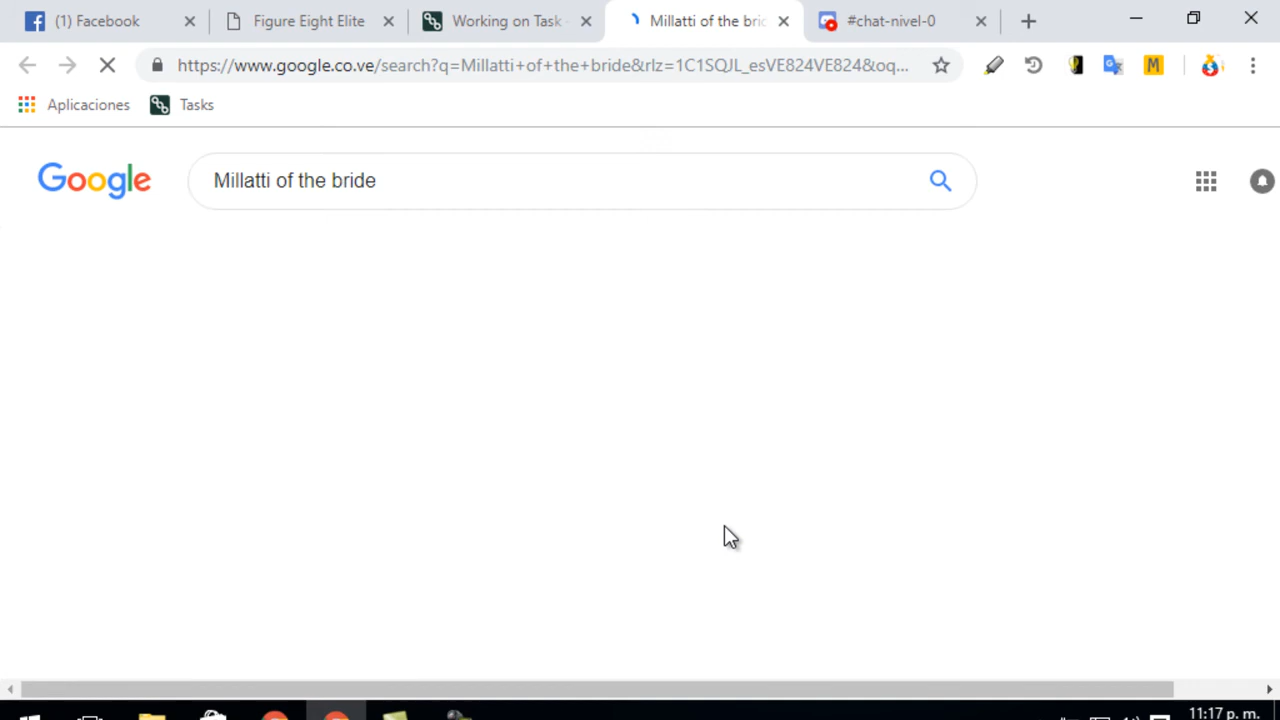 (1) Facebook
Figure Eight Elite
Working on Task -
Millatti of the bric
#chat-nivel-0
https://www.google.co.ve/search?q=Millatti+of+the+bride&rlz=1C1SQJL_esVE824VE824&oq...
M
Aplicaciones
Tasks
Google
Millatti of the bride
11:17 p. m.